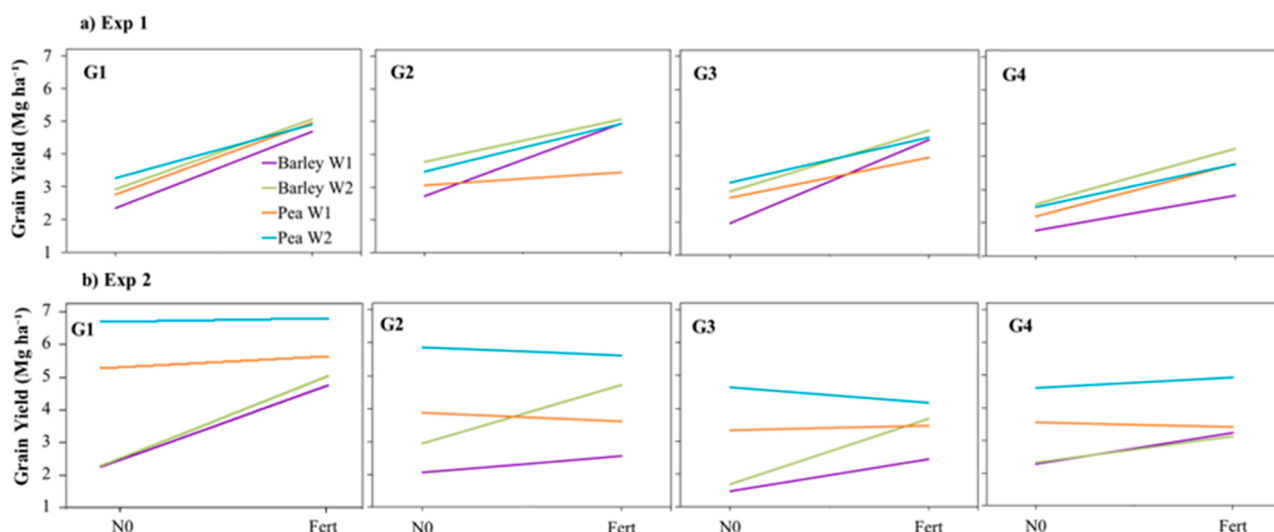 a) Exp 1
Grain Yield (Mg ha⁻¹)
7
6
5
4
3
2
1
G1
Barley W1
Barley W2
Pea W1
Pea W2
G2
G3
G4
b) Exp 2
Grain Yield (Mg ha⁻¹)
7
6
5
4
3
2
1
G1
G2
G3
G4
N0 Fert N0 Fert N0 Fert N0 Fert